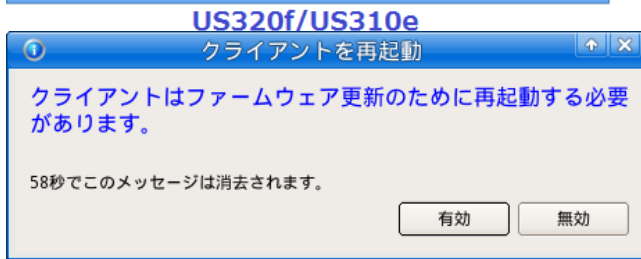 US320f/US310e
クライアントを再起動
クライアントはファームウェア更新のために再起動する必要
があります。
58秒でこのメッセージは消去されます。
有効
無効